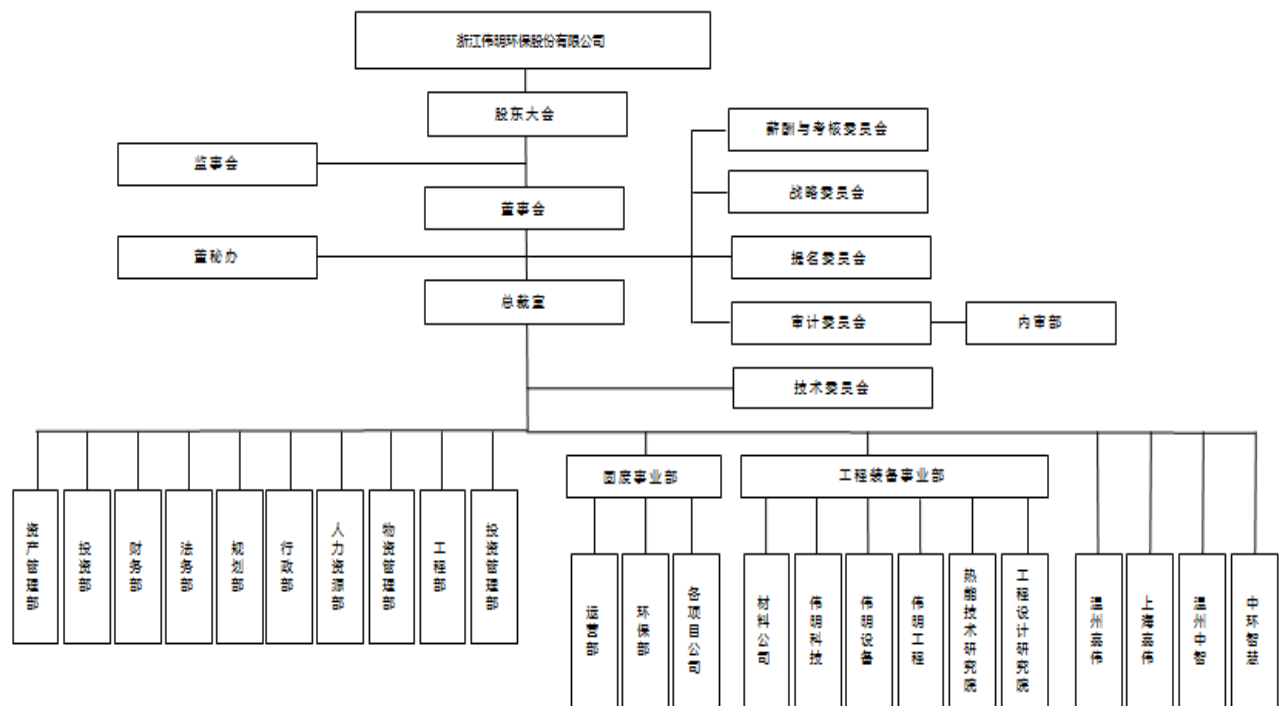 浙江伟明环保股份有限公司
股东大会
薪酬与考核委员会
监事会
战略委员会
董事会
董秘办
提名委员会
总裁室
审计委员会
内审部
技术委员会
固废事业部
工程装备事业部
资产管理部
投资部
财务部
法务部
规划部
行政部
人力资源部
物资管理部
工程部
投资管理部
运营部
环保部
各项目公司
材料公司
伟明科技
伟明设备
伟明工程
热能技术研究院
工程设计研究院
温州嘉伟
上海嘉伟
温州中智
中环智慧